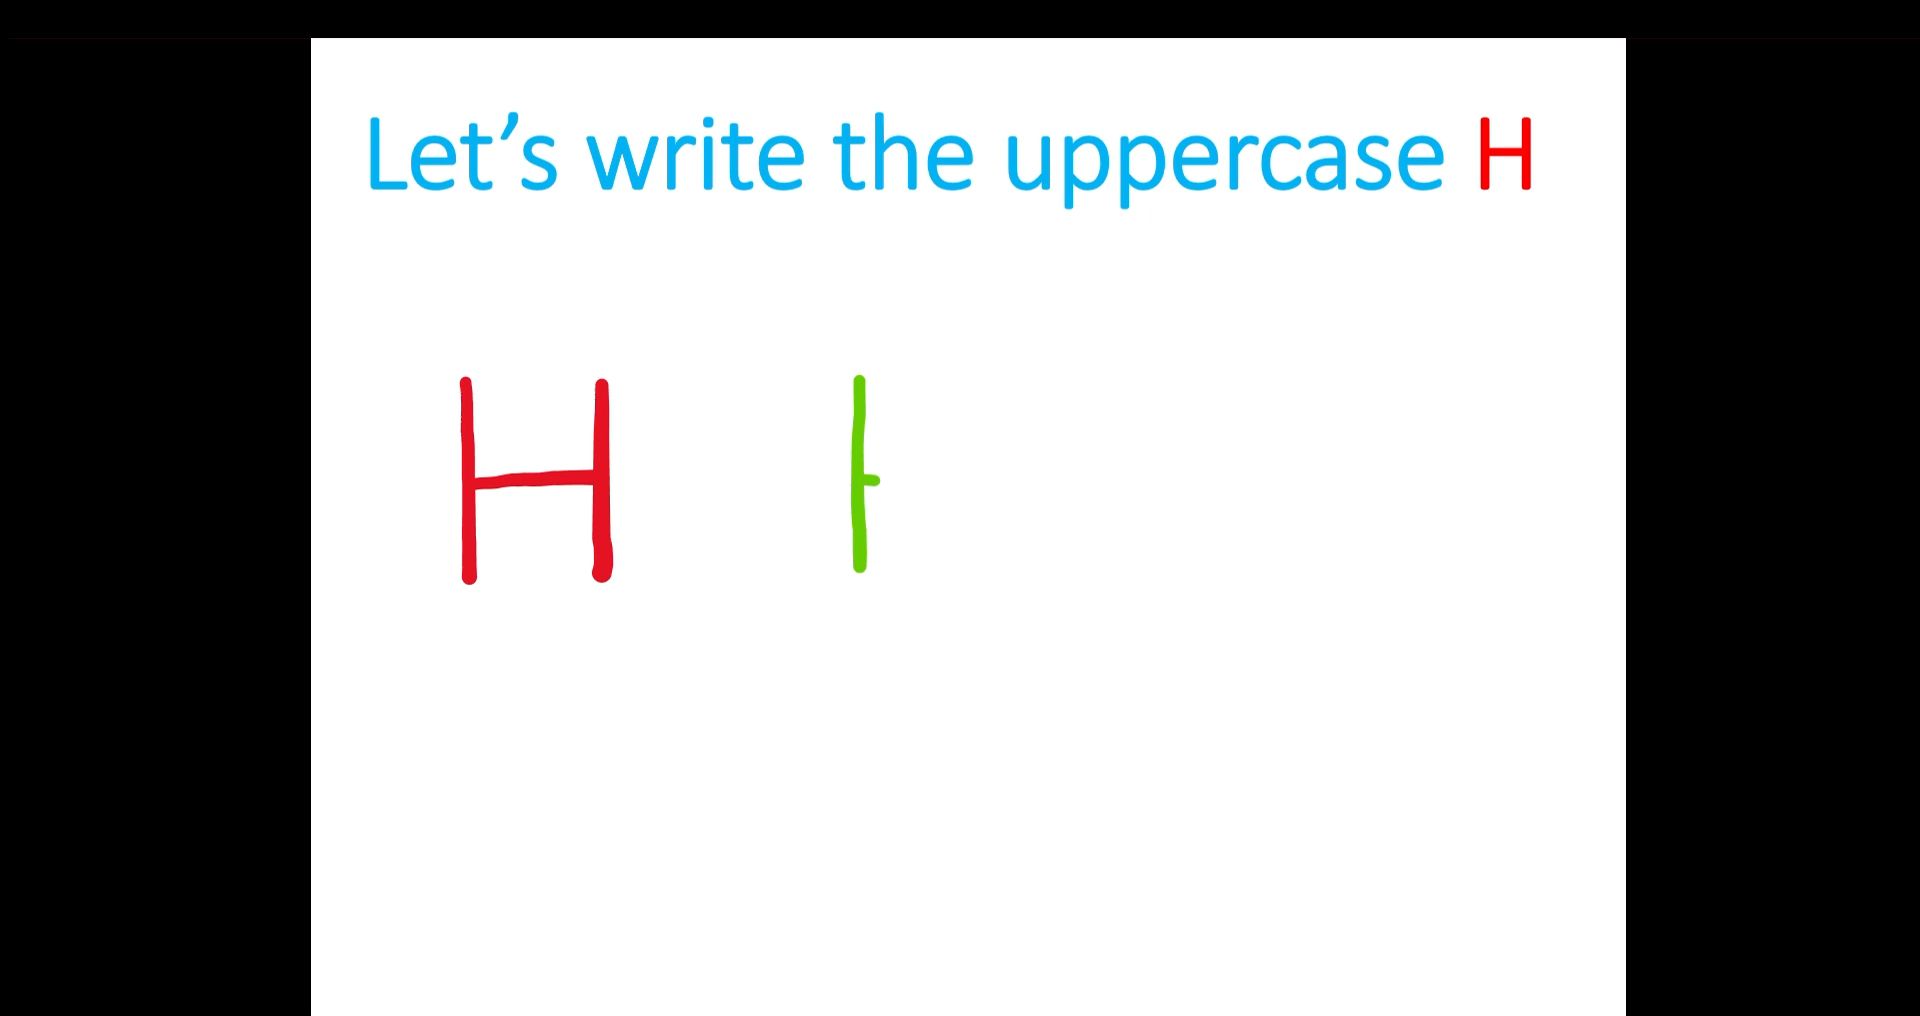 Let’s write the uppercase H
H